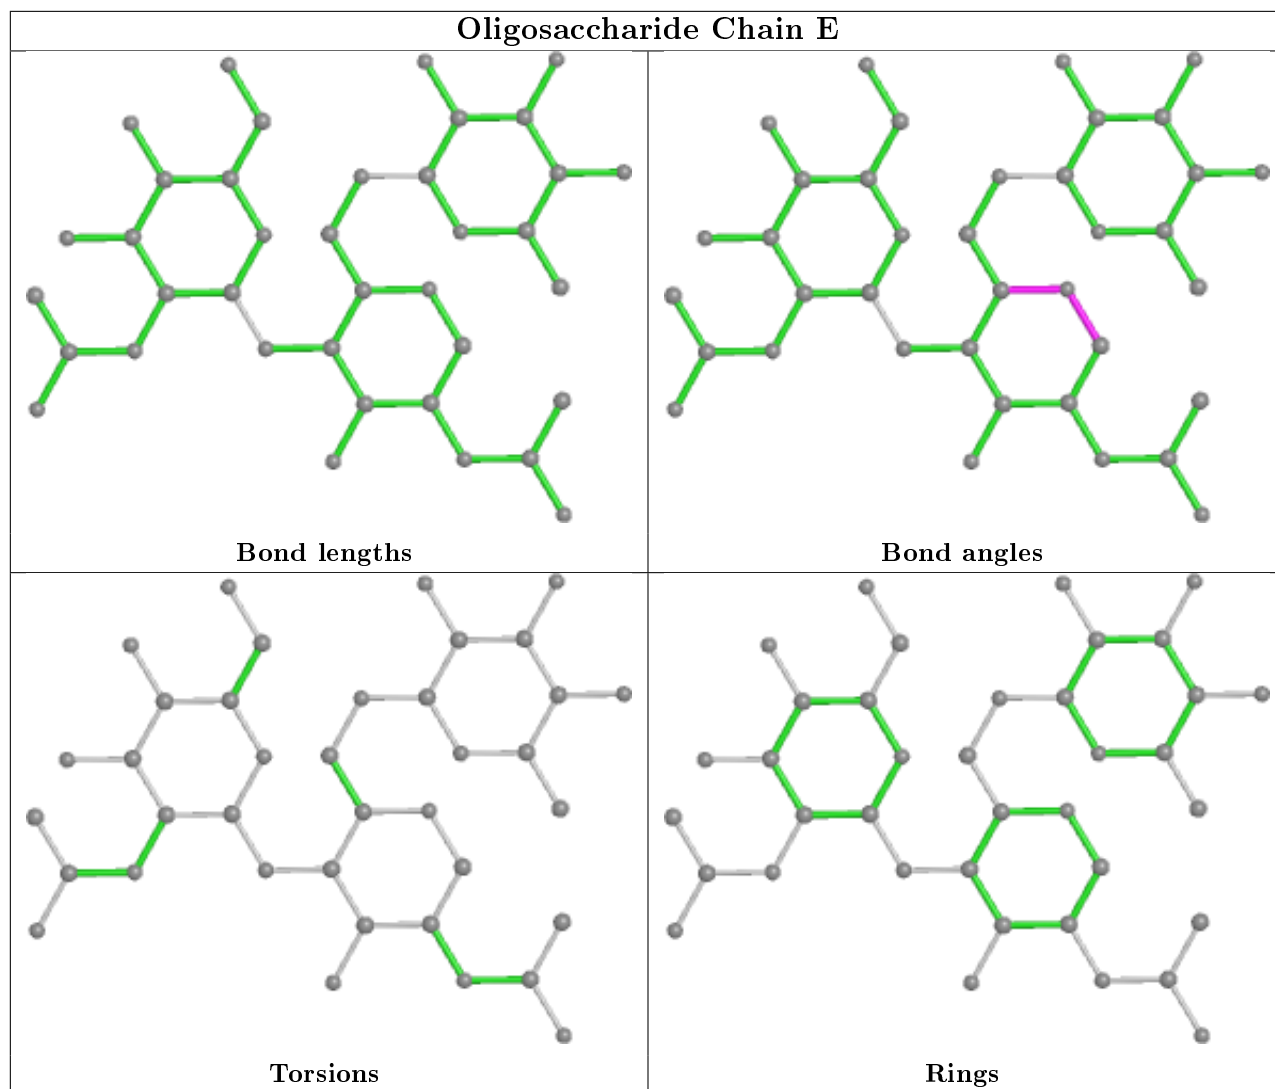 Oligosaccharide Chain E
Bond lengths
Bond angles
Torsions
Rings